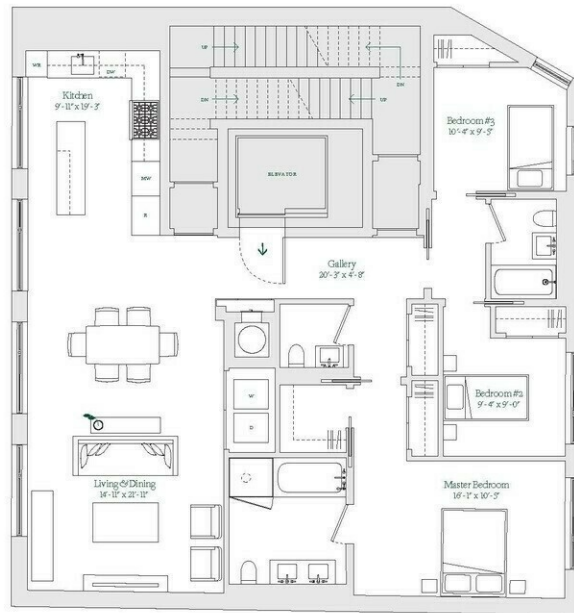 UP
DN
DN
UP
WR
DW
Kitchen
9'-11" x 19'-3"
MW
R
ELEVATOR
Bedroom #3
10'-4" x 9'-5"
Gallery
20'-3" x 4'-8"
W
D
Bedroom #2
9'-4" x 9'-0"
Living & Dining
14'-11" x 21'-11"
Master Bedroom
16'-1" x 10'-5"